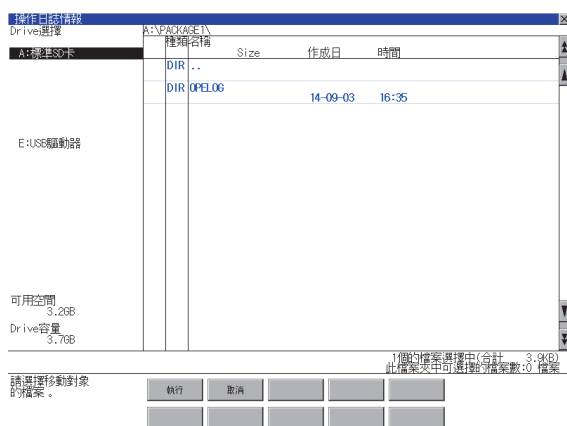 操作日誌情報
Drive選擇
A:\PACKAGE1\
種類 名稱
Size 作成日 時間
A:標準SD卡
DIR ..
DIR OPELOG
14-09-03 16:35
E:USB驅動器
可用空間
3.2GB
Drive容量
3.7GB
1個的檔案選擇中(合計 3.9KB)
此檔案夾中可選擇的檔案數:0 檔案
請選擇移動對象
的檔案。
執行 取消